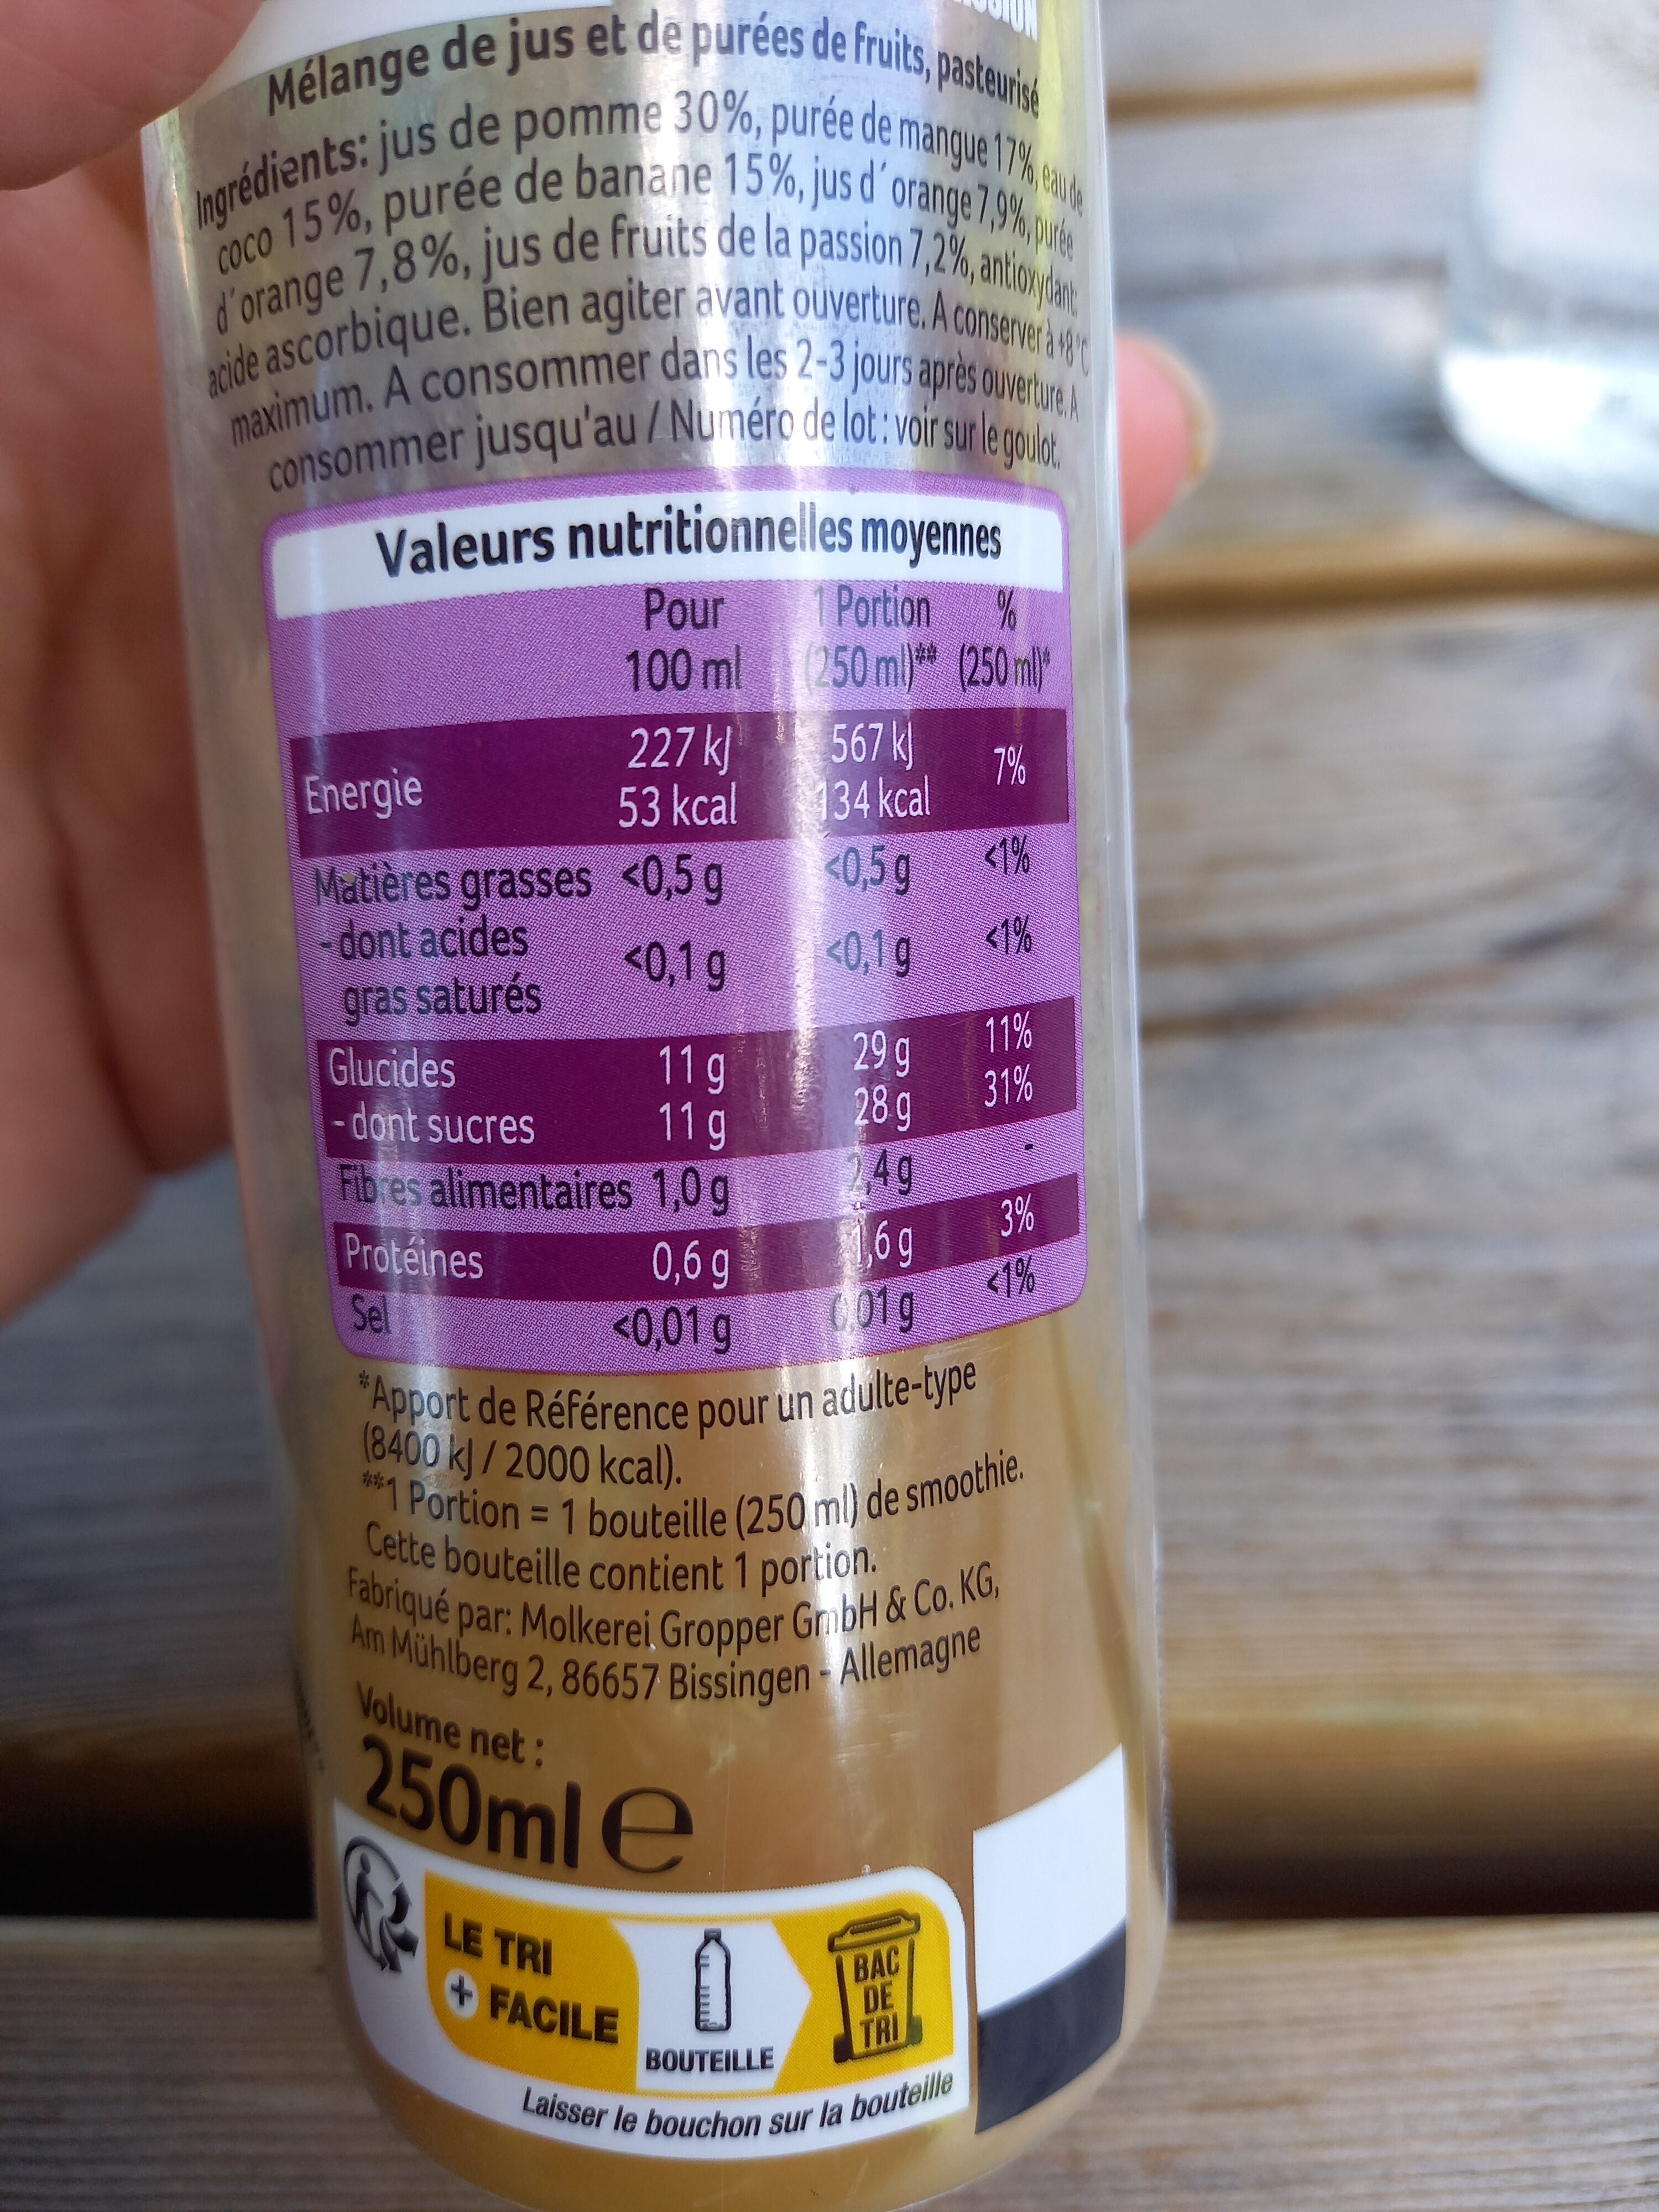 Mélange de jus et de purées de fruits, pasteurisé
Ingrédients: jus de pomme 30%, purée de mangue 17%, eau de
coco 15%, purée de banane 15%, jus d'orange 7,9%, purée
d'orange 7,8%, jus de fruits de la passion 7,2%, antioxydant:
acide ascorbique. Bien agiter avant ouverture. A conserver à +8°C
maximum. A consommer dans les 2-3 jours après ouverture. A
consommer jusqu'au / Numéro de lot : voir sur le goulot.
Valeurs nutritionnelles moyennes
Pour 1 Portion %
100 ml (250 ml)** (250 ml)*
Energie 227 kJ 567 kJ 7%
53 kcal 134 kcal
Matières grasses <0,5 g <0,5 g <1%
- dont acides
gras saturés <0,1 g <0,1 g <1%
Glucides 11 g 29 g 11%
- dont sucres 11 g 28 g 31%
Fibres alimentaires 1,0 g 2,4 g -
Protéines 0,6 g 1,6 g 3%
Sel <0,01 g 0,01 g <1%
*Apport de Référence pour un adulte-type
(8400 kJ / 2000 kcal).
**1 Portion = 1 bouteille (250 ml) de smoothie.
Cette bouteille contient 1 portion.
Fabriqué par: Molkerei Gropper GmbH & Co. KG,
Am Mühlberg 2, 86657 Bissingen - Allemagne
Volume net :
250ml e
LE TRI
+ FACILE
BOUTEILLE
BAC
DE
TRI
Laisser le bouchon sur la bouteille